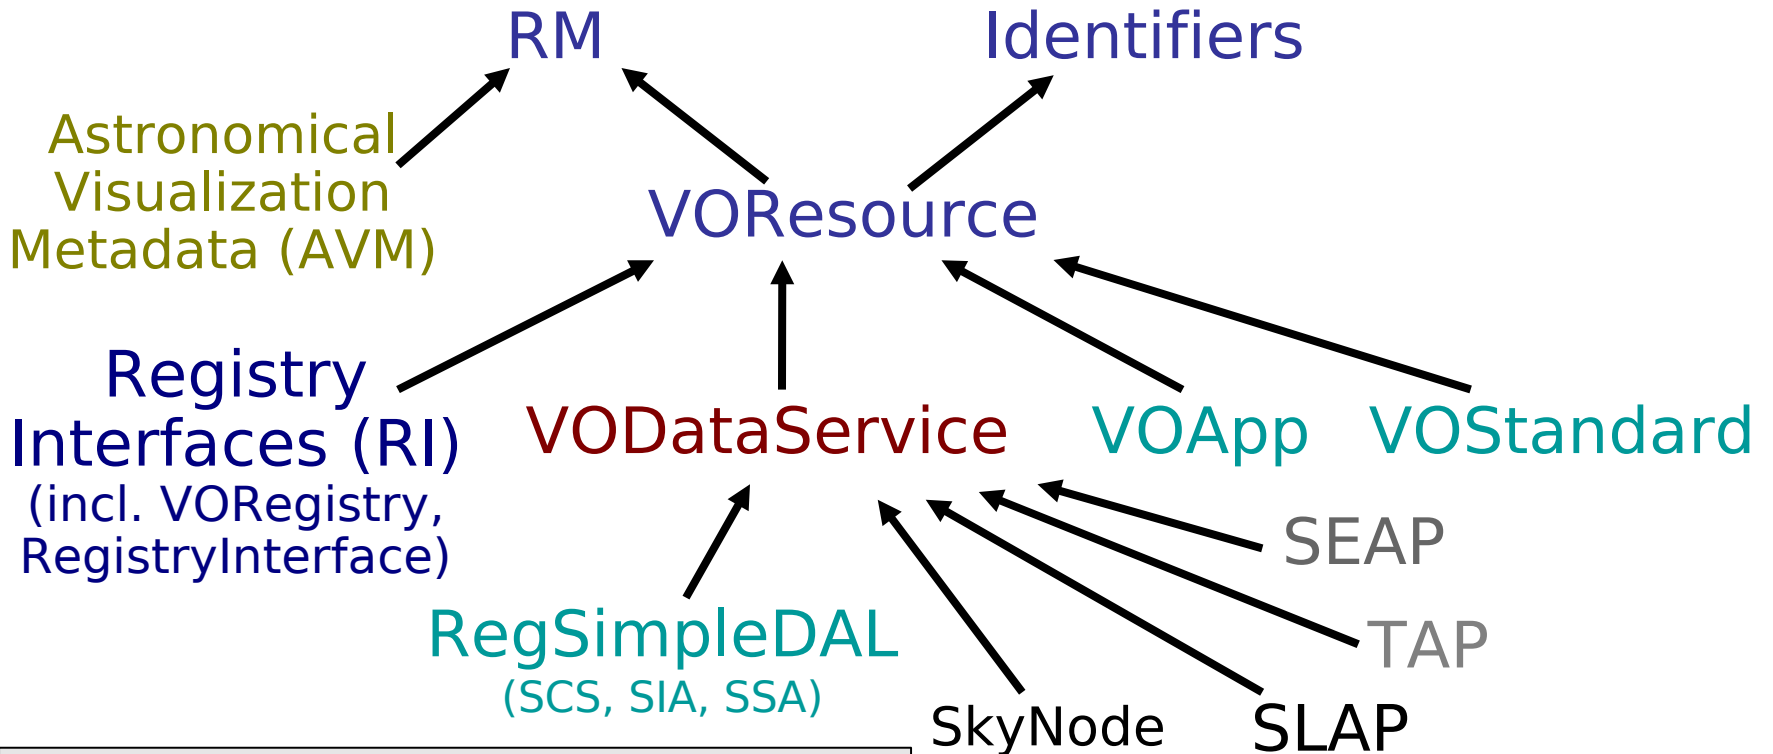 RM
Identifiers
Astronomical
Visualization
Metadata (AVM)
VOResource
Registry
Interfaces (RI)
(incl. VORegistry,
RegistryInterface)
VODataService
VOApp
VOStandard
SEAP
RegSimpleDAL
(SCS, SIA, SSA)
TAP
SkyNode
SLAP